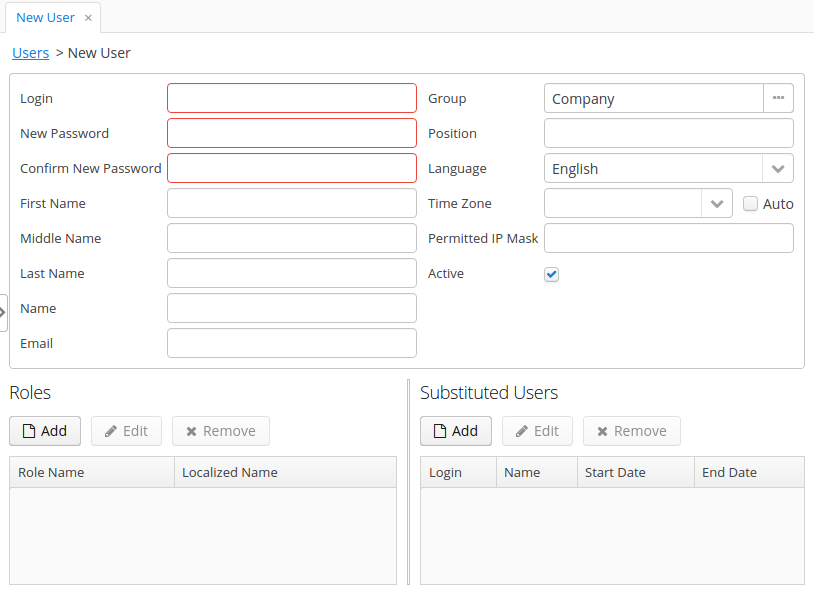 New User ×
Users > New User
Login
Group
Company
New Password
Position
Confirm New Password
Language
English
First Name
Time Zone
Auto
Middle Name
Permitted IP Mask
Last Name
Active
Name
Email
Roles
Substituted Users
Add
Edit
Remove
Add
Edit
Remove
Role Name
Localized Name
Login
Name
Start Date
End Date